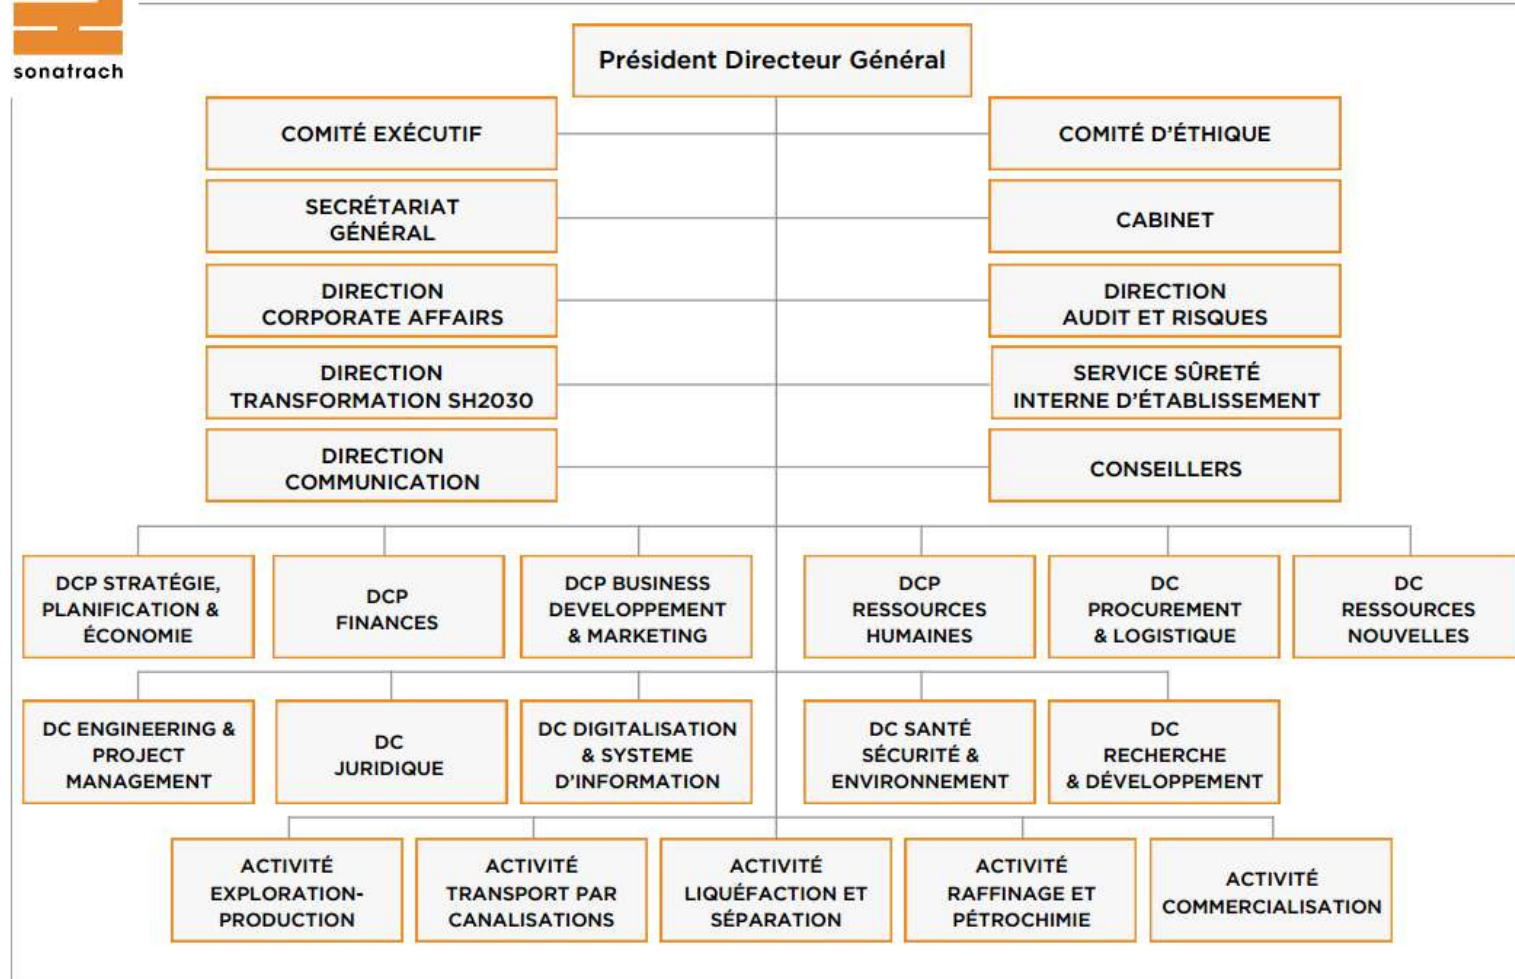 sonatrach
Président Directeur Général
COMITÉ EXÉCUTIF
COMITÉ D'ÉTHIQUE
SECRÉTARIAT
GÉNÉRAL
CABINET
DIRECTION
CORPORATE AFFAIRS
DIRECTION
AUDIT ET RISQUES
DIRECTION
TRANSFORMATION SH2030
SERVICE SÛRETÉ
INTERNE D'ÉTABLISSEMENT
DIRECTION
COMMUNICATION
CONSEILLERS
DCP STRATÉGIE,
PLANIFICATION &
ÉCONOMIE
DCP
FINANCES
DCP BUSINESS
DEVELOPPEMENT
& MARKETING
DCP
RESSOURCES
HUMAINES
DC
PROCUREMENT
& LOGISTIQUE
DC
RESSOURCES
NOUVELLES
DC ENGINEERING &
PROJECT
MANAGEMENT
DC
JURIDIQUE
DC DIGITALISATION
& SYSTEME
D'INFORMATION
DC SANTÉ
SÉCURITÉ &
ENVIRONNEMENT
DC
RECHERCHE
& DÉVELOPPEMENT
ACTIVITÉ
EXPLORATION-
PRODUCTION
ACTIVITÉ
TRANSPORT PAR
CANALISATIONS
ACTIVITÉ
LIQUÉFACTION ET
SÉPARATION
ACTIVITÉ
RAFFINAGE ET
PÉTROCHIMIE
ACTIVITÉ
COMMERCIALISATION